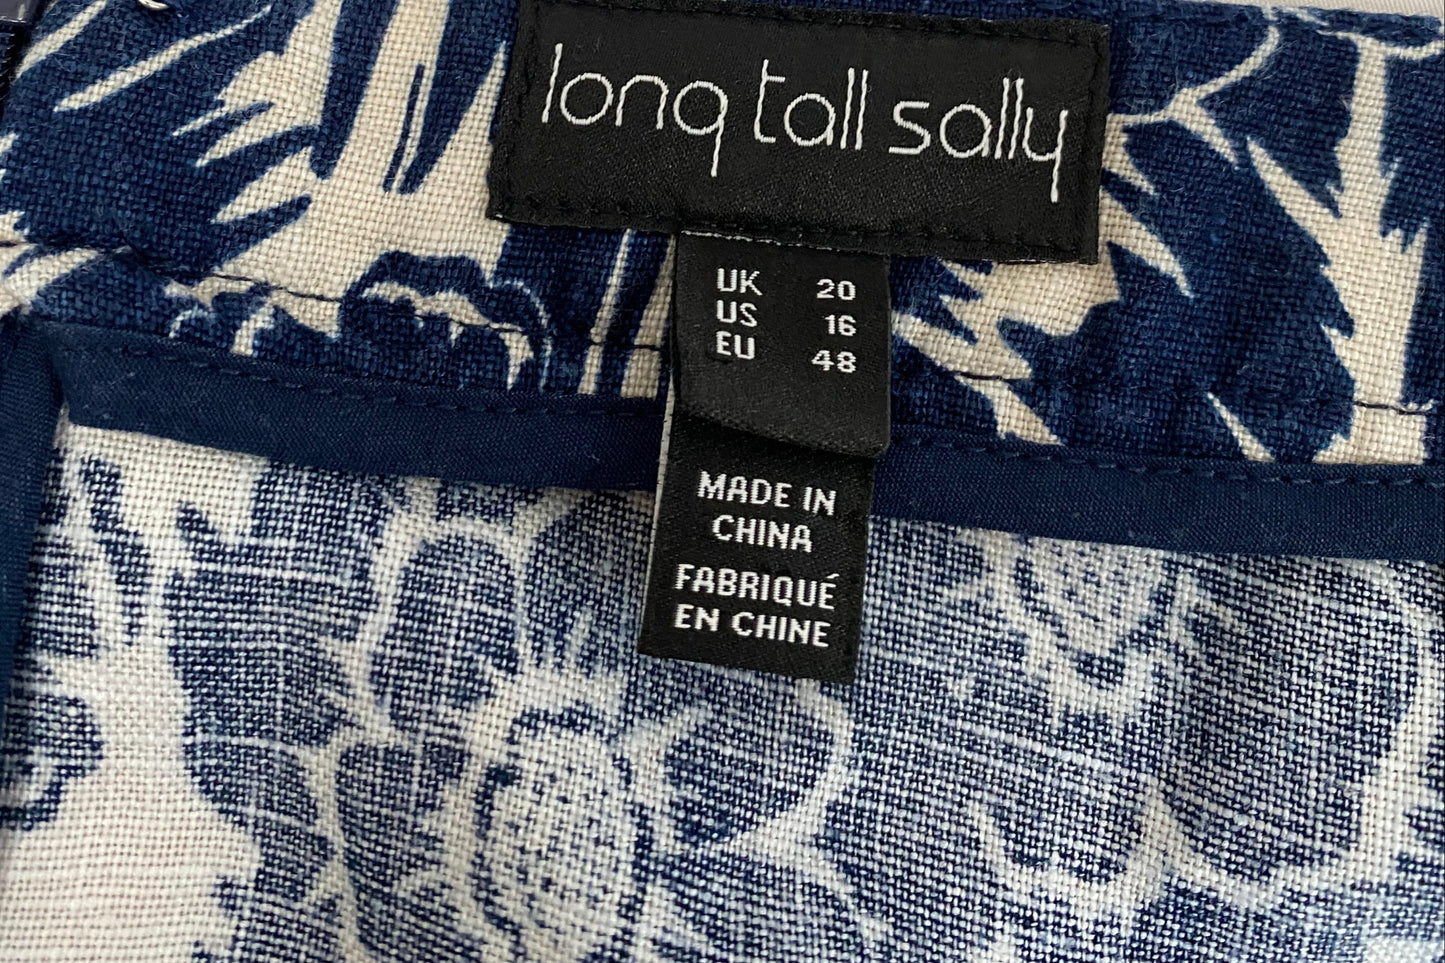 long tall sally
UK 20
US 16
EU 48
MADE IN
CHINA
FABRIQUÉ
EN CHINE